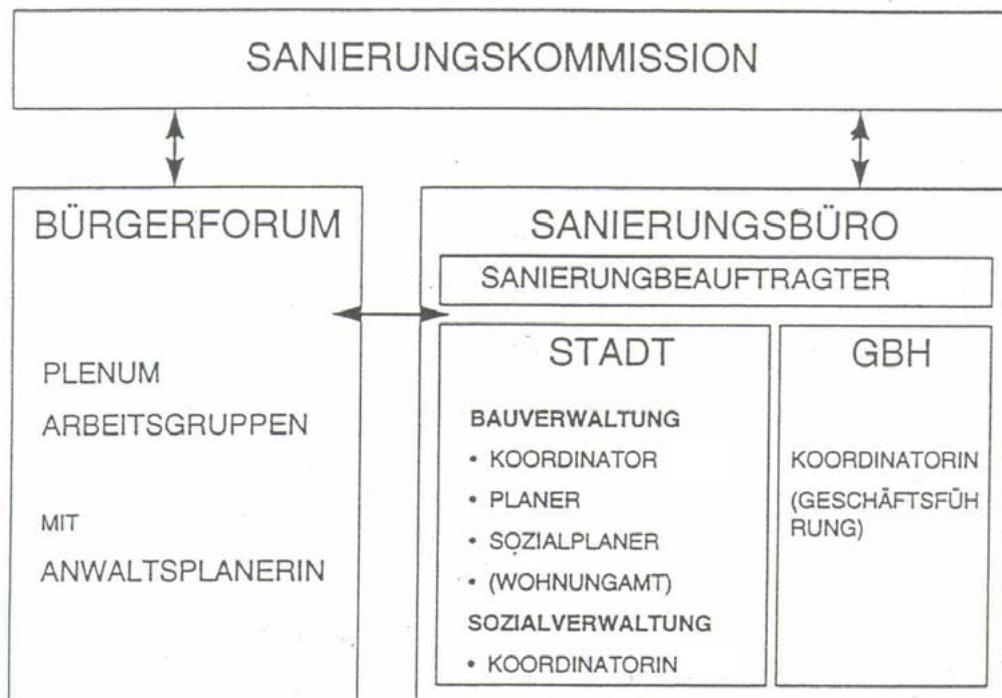 SANIERUNGSKOMMISSION
BÜRGERFORUM
PLENUM
ARBEITSGRUPPEN
MIT
ANWALTSPLANERIN
SANIERUNGSBÜRO
SANIERUNGBEAUFTRAGTER
STADT
BAUVERWALTUNG
• KOORDINATOR
• PLANER
• SOZIALPLANER
• (WOHNUNGAMT)
SOZIALVERWALTUNG
• KOORDINATORIN
GBH
KOORDINATORIN
(GESCHÄFTSFÜH
RUNG)